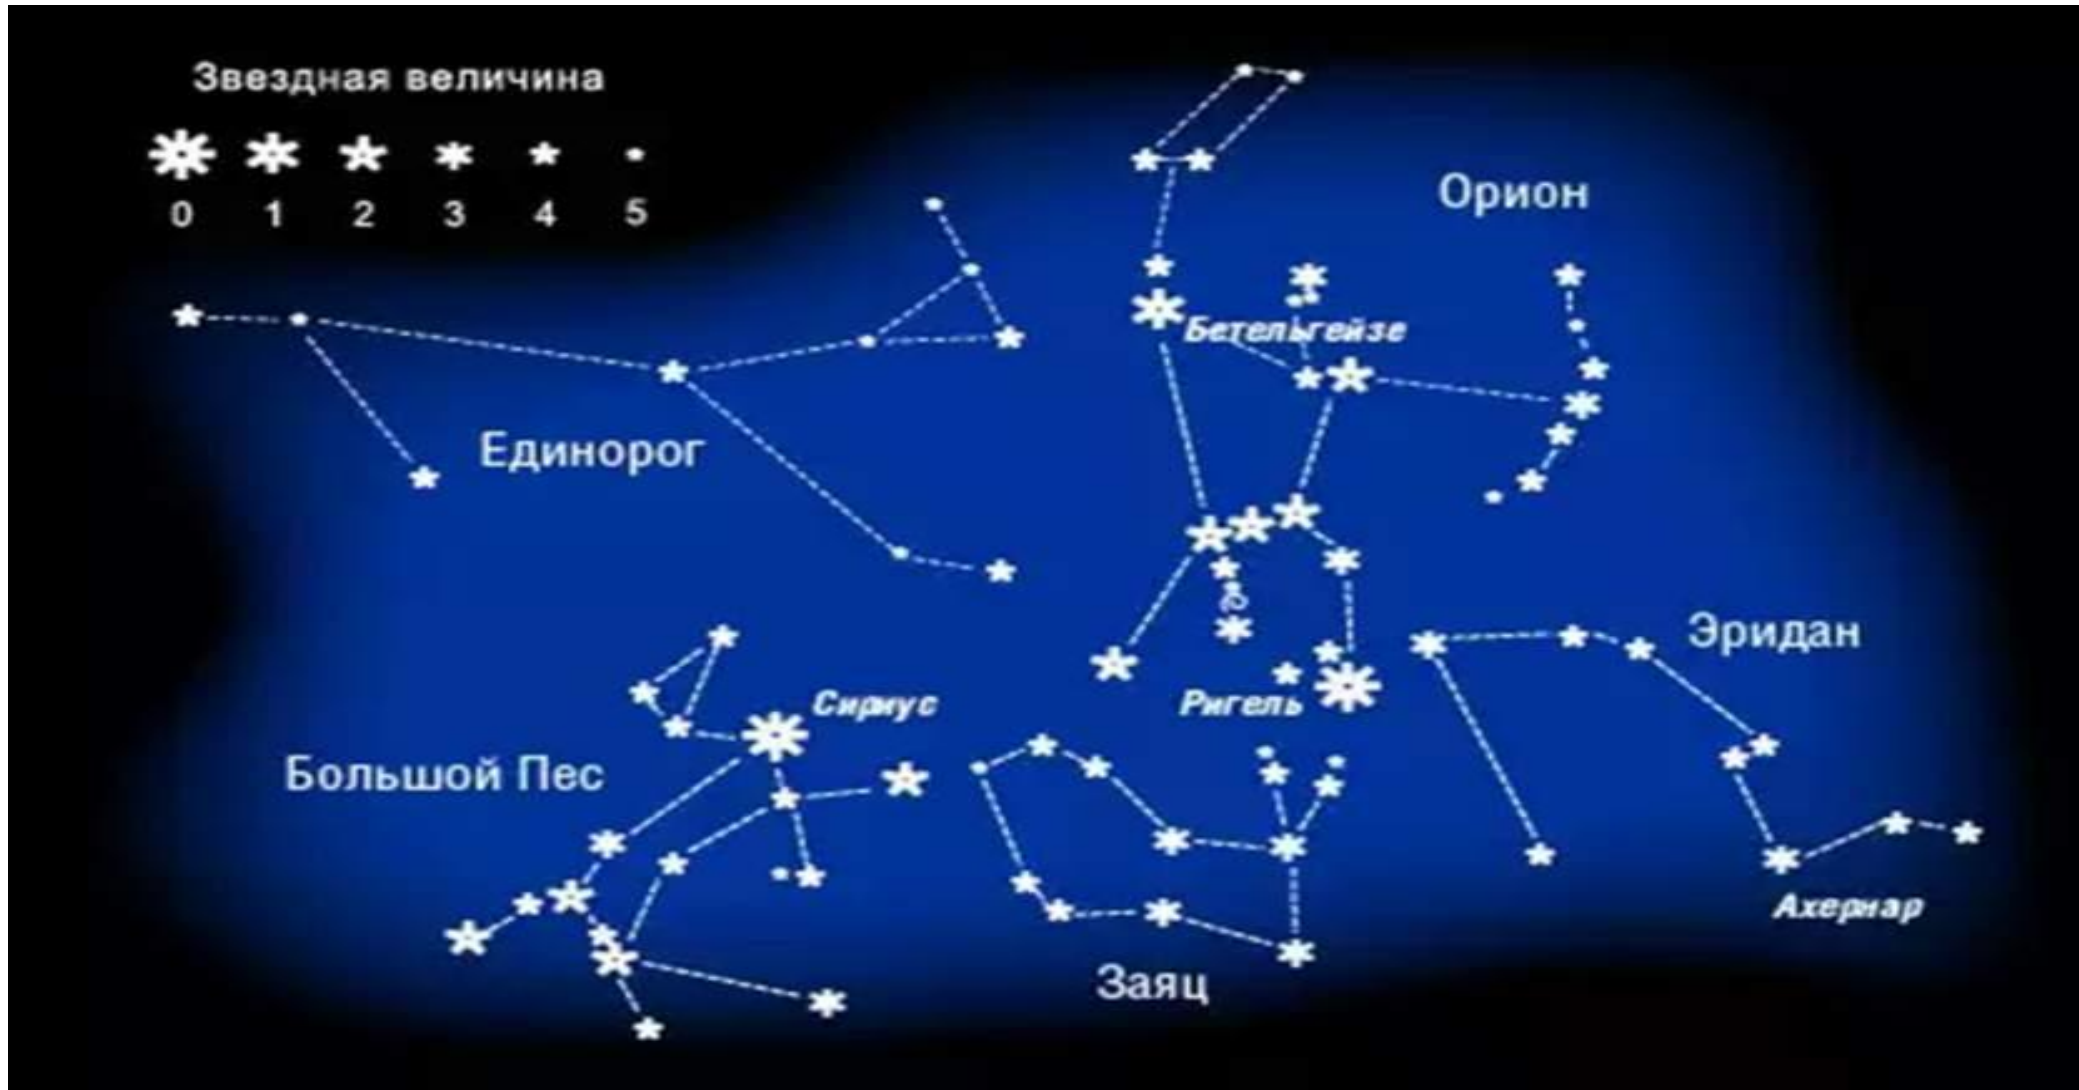 Звездная величина
0 1 2 3 4 5
Орион
Бетельгейзе
Единорог
Эридан
Сириус
Ригель
Большой Пес
Ахернар
Заяц